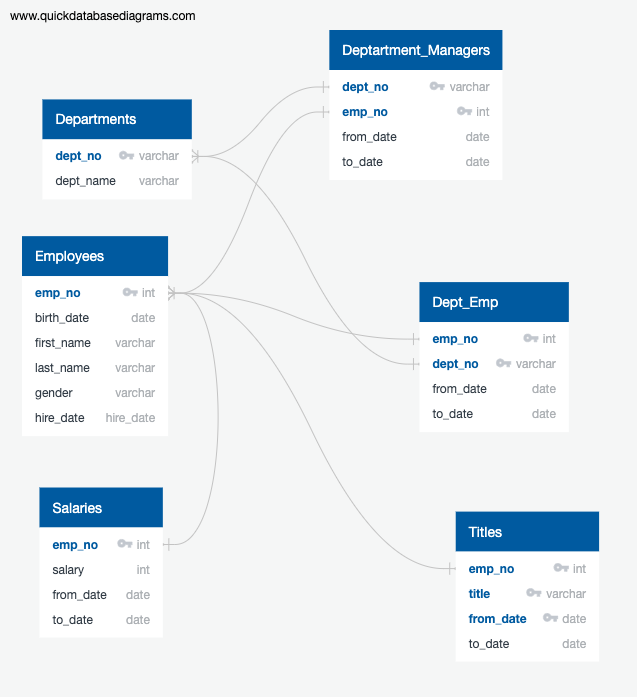 www.quickdatabasediagrams.com
Deptartment_Managers
dept_no varchar
emp_no int
from_date date
to_date date
Departments
dept_no varchar
dept_name varchar
Employees
emp_no int
birth_date date
first_name varchar
last_name varchar
gender varchar
hire_date hire_date
Dept_Emp
emp_no int
dept_no varchar
from_date date
to_date date
Salaries
emp_no int
salary int
from_date date
to_date date
Titles
emp_no int
title varchar
from_date date
to_date date